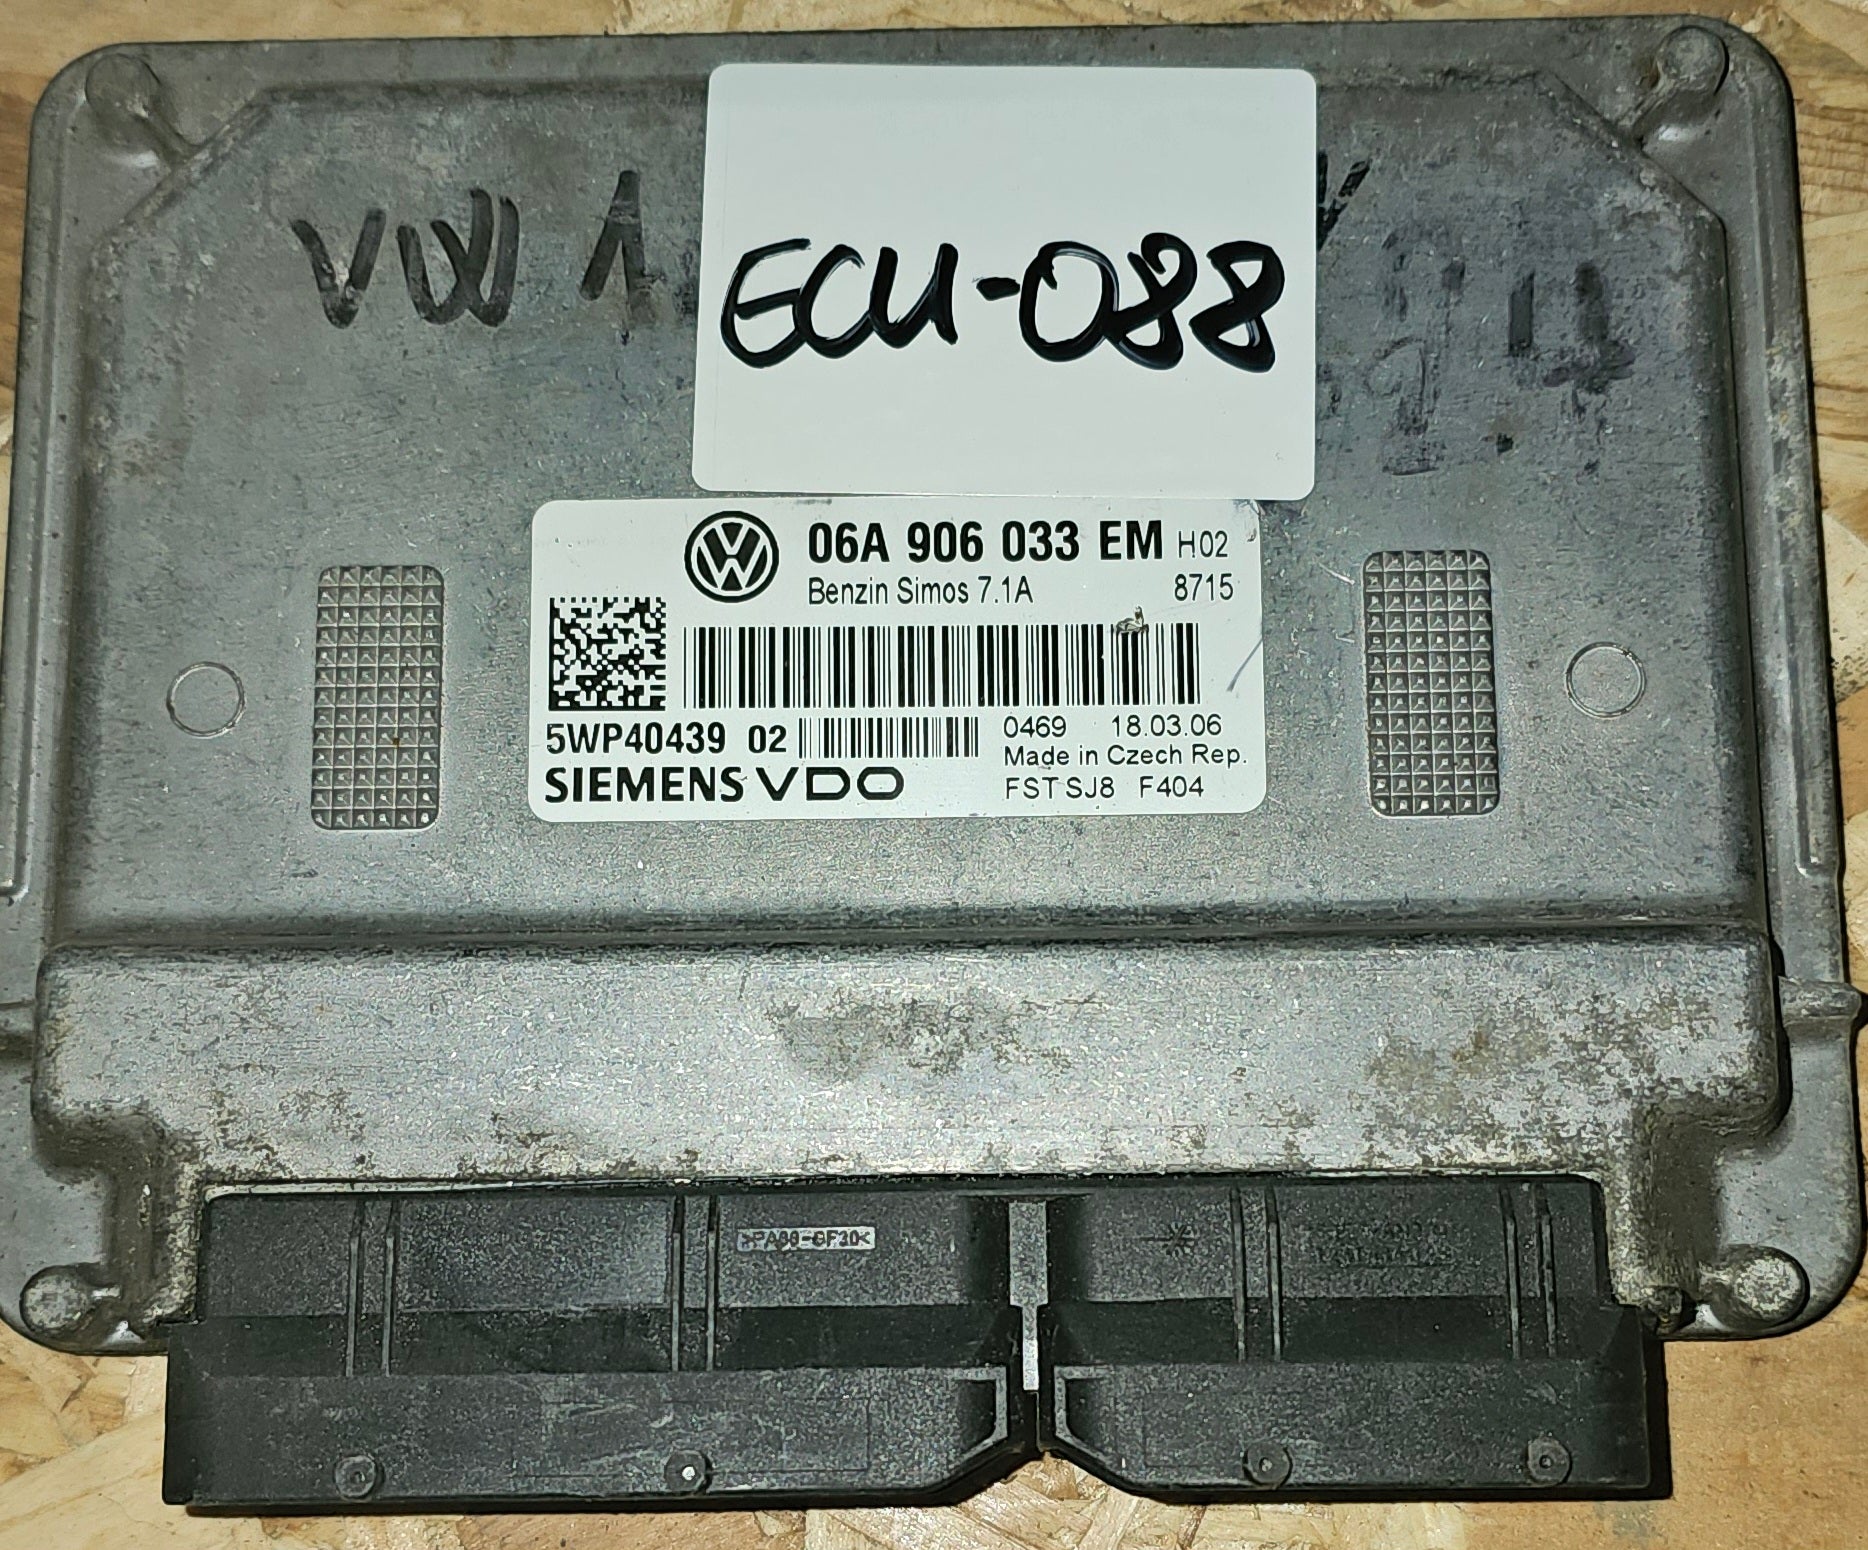 VW 1
ECU-088
06A 906 033 EM H02
Benzin Simos 7.1A 8715
5WP40439 02
0469 18.03.06
Made in Czech Rep.
SIEMENS VDO
FST SJ8 F404